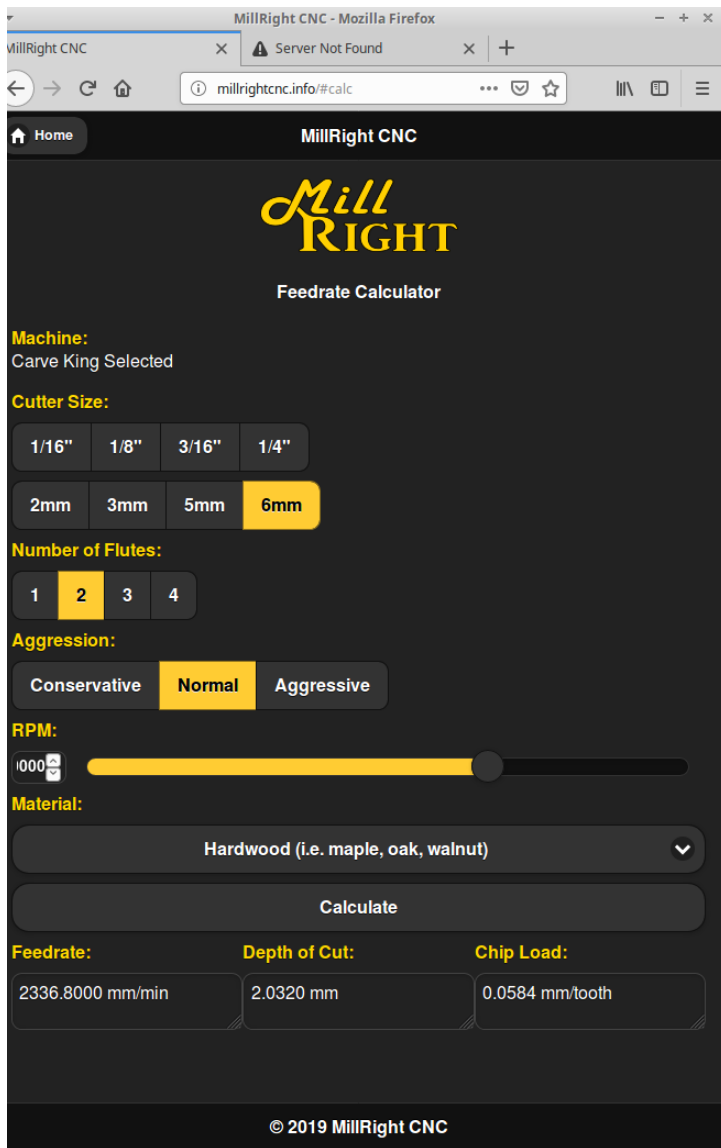 MillRight CNC - Mozilla Firefox
MillRight CNC
Server Not Found
millrightcnc.info/#calc
Home
MillRight CNC
Mill
RIGHT
Feedrate Calculator
Machine:
Carve King Selected
Cutter Size:
1/16" 1/8" 3/16" 1/4"
2mm 3mm 5mm 6mm
Number of Flutes:
1 2 3 4
Aggression:
Conservative Normal Aggressive
RPM:
000
Material:
Hardwood (i.e. maple, oak, walnut)
Calculate
Feedrate: Depth of Cut: Chip Load:
2336.8000 mm/min 2.0320 mm 0.0584 mm/tooth
© 2019 MillRight CNC